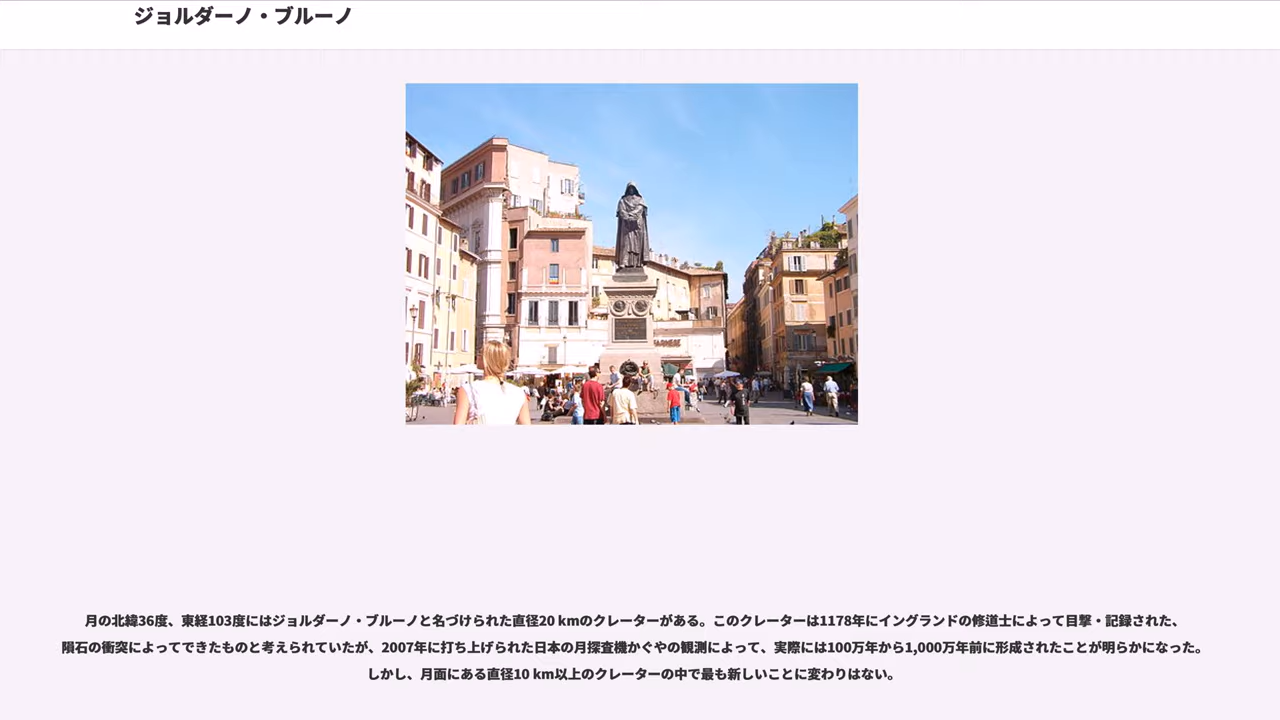 ジョルダーノ・ブルーノ
月の北緯36度、東経103度にはジョルダーノ・ブルーノと名づけられた直径20 kmのクレーターがある。このクレーターは1178年にイングランドの修道士によって目撃・記録された、
隕石の衝突によってできたものと考えられていたが、2007年に打ち上げられた日本の月探査機かぐやの観測によって、実際には100万年から1,000万年前に形成されたことが明らかになった。
しかし、月面にある直径10 km以上のクレーターの中で最も新しいことに変わりはない。